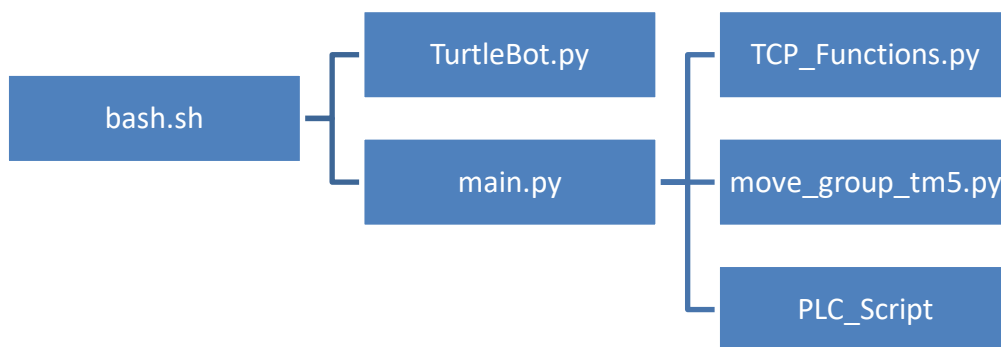 bash.sh
TurtleBot.py
main.py
TCP_Functions.py
move_group_tm5.py
PLC_Script